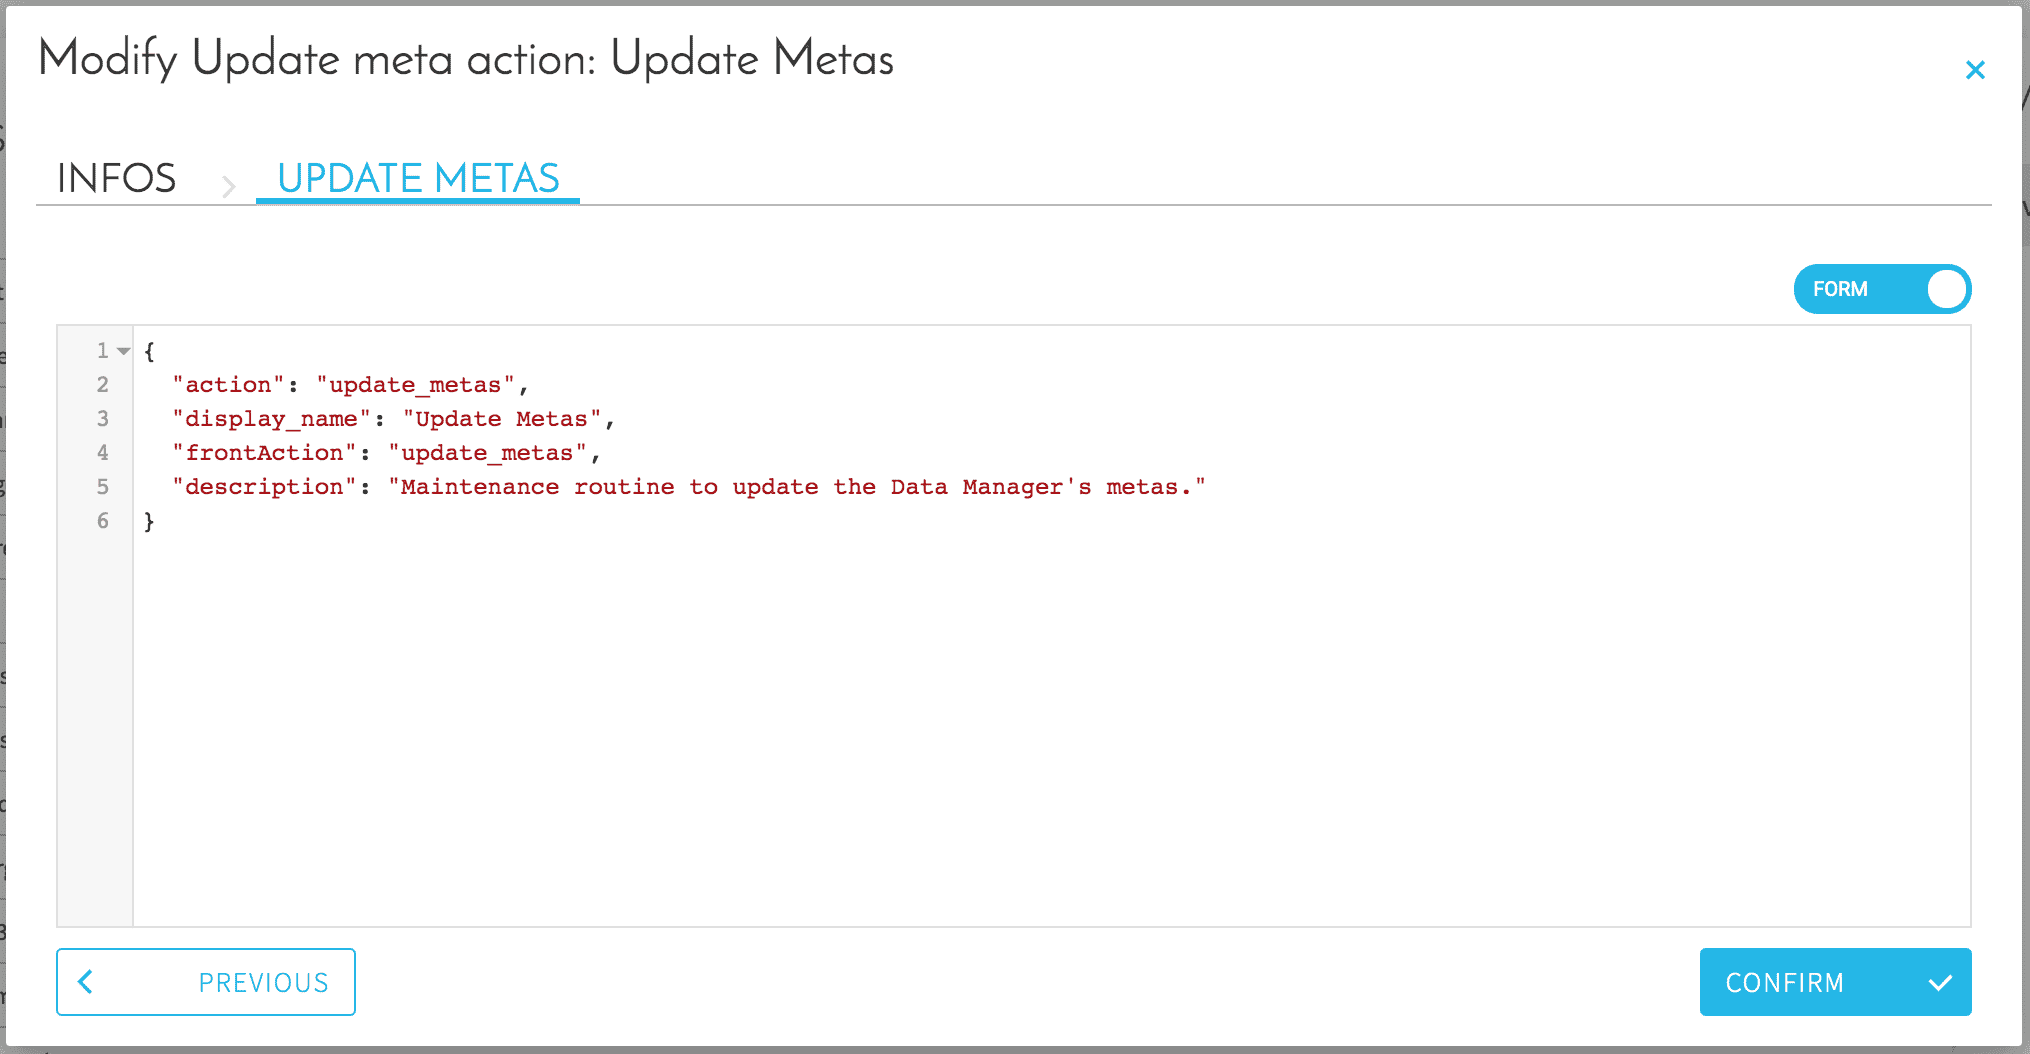 Modify Update meta action: Update Metas
INFOS
UPDATE METAS
FORM
1 {
2 "action": "update_metas",
3 "display_name": "Update Metas",
4 "frontAction": "update_metas",
5 "description": "Maintenance routine to update the Data Manager's metas."
6 }
PREVIOUS
CONFIRM